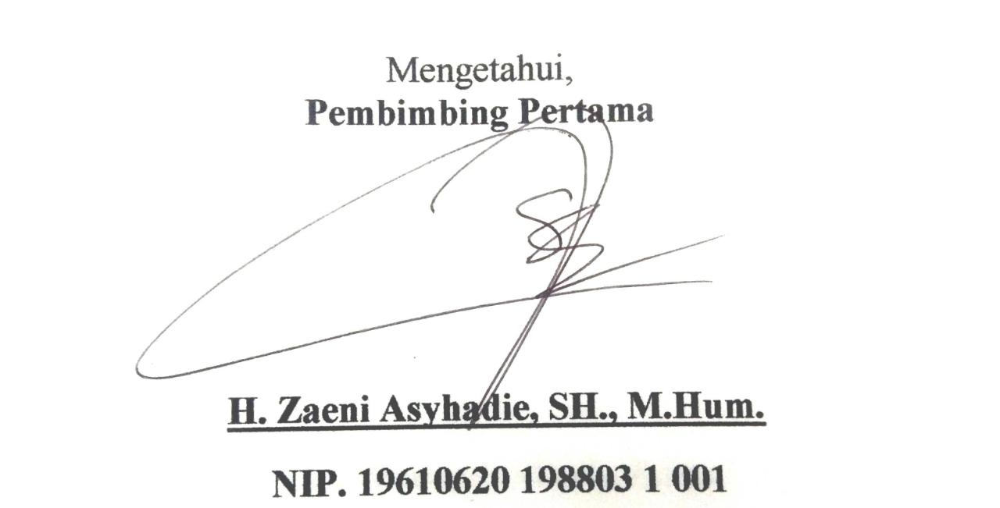 Mengetahui,
Pembimbing Pertama
H. Zaeni Asyhadie, SH., M.Hum.
NIP. 19610620 198803 1 001